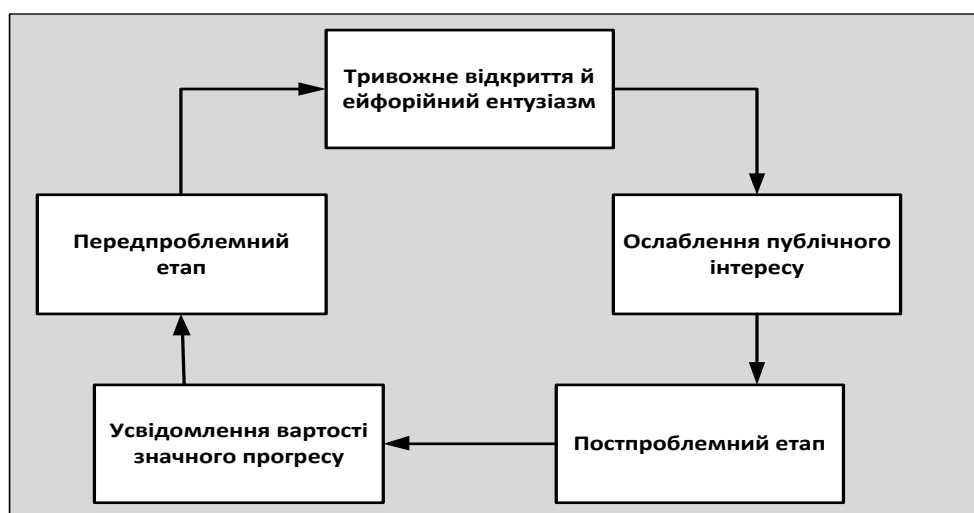 Тривожне відкриття й
ейфорійний ентузіазм
Передпроблемний
етап
Ослаблення публічного
інтересу
Усвідомлення вартості
значного прогресу
Постпроблемний етап